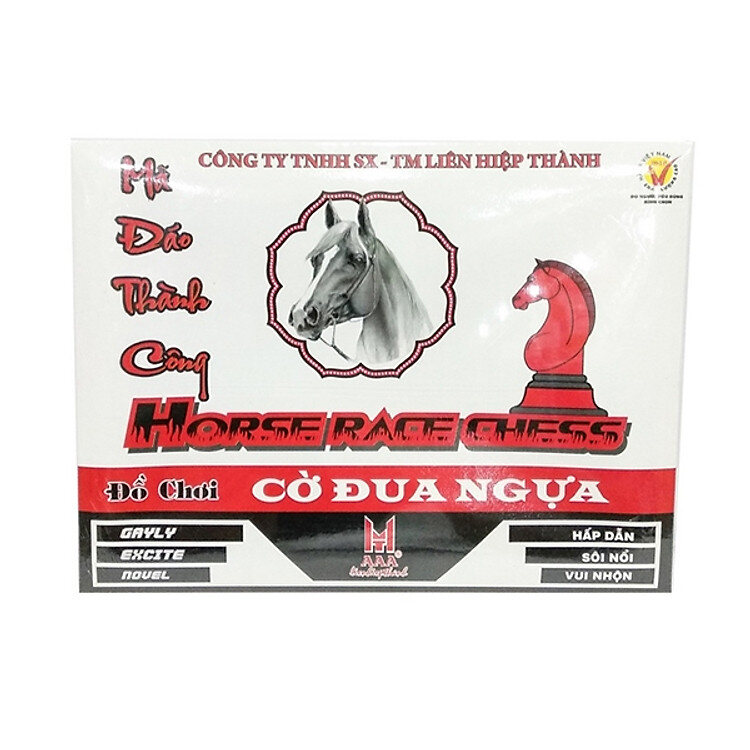 CÔNG TY TNHH SX - TM LIÊN HIỆP THÀNH
Mã
Đáo
Thành
Công
HORSE RACE CHESS
Đồ Chơi CỜ ĐUA NGỰA
GAYLY
EXCITE
NOVEL
HT
AAA®
HẤP DẪN
SÔI NỔI
VUI NHỘN